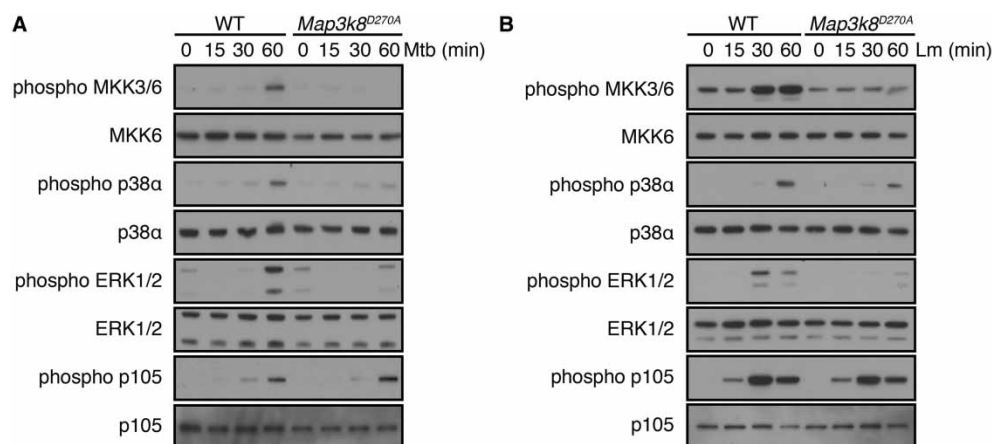 A
WT Map3k8D270A
0 15 30 60 0 15 30 60 Mtb (min)
phospho MKK3/6
MKK6
phospho p38α
p38α
phospho ERK1/2
ERK1/2
phospho p105
p105
B
WT Map3k8D270A
0 15 30 60 0 15 30 60 Lm (min)
phospho MKK3/6
MKK6
phospho p38α
p38α
phospho ERK1/2
ERK1/2
phospho p105
p105